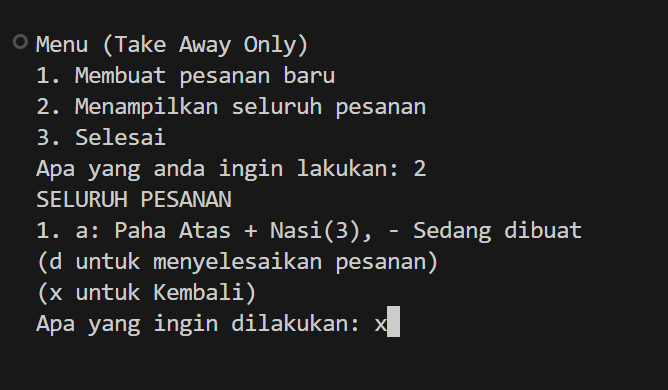 Menu (Take Away Only)
1. Membuat pesanan baru
2. Menampilkan seluruh pesanan
3. Selesai
Apa yang anda ingin lakukan: 2
SELURUH PESANAN
1. a: Paha Atas + Nasi(3), - Sedang dibuat
(d untuk menyelesaikan pesanan)
(x untuk Kembali)
Apa yang ingin dilakukan: x